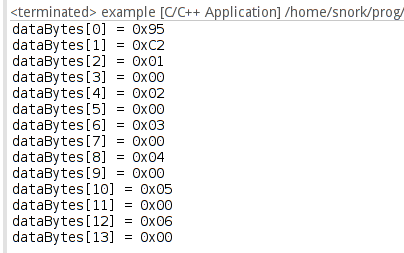 <terminated> example [C/C++ Application] /home/snork/prog/
dataBytes[0] = 0x95
dataBytes[1] = 0xC2
dataBytes[2] = 0x01
dataBytes[3] = 0x00
dataBytes[4] = 0x02
dataBytes[5] = 0x00
dataBytes[6] = 0x03
dataBytes[7] = 0x00
dataBytes[8] = 0x04
dataBytes[9] = 0x00
dataBytes[10] = 0x05
dataBytes[11] = 0x00
dataBytes[12] = 0x06
dataBytes[13] = 0x00